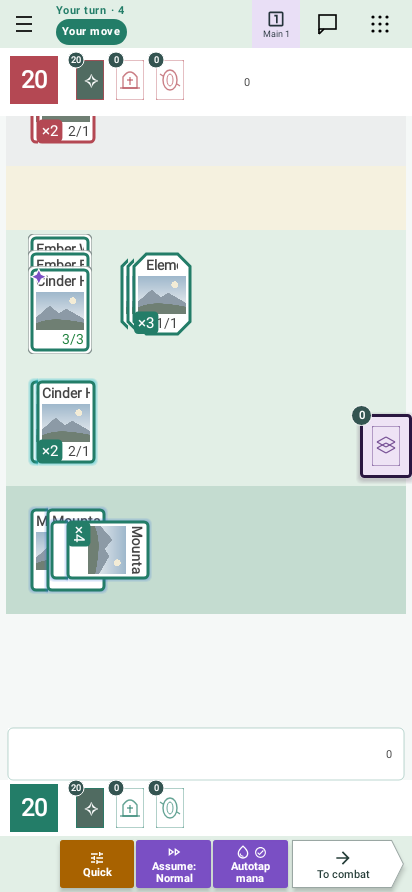 Your turn · 4
Your move
1
Main 1
20
20
0
0
0
×2
2/1
Ember
Ember
Cinder H
3/3
Elem
×3
1/1
Cinder H
×2
2/1
0
M
Mounta
×4
Mounta
0
20
20
0
0
Quick
Assume:
Normal
Autotap
mana
To combat